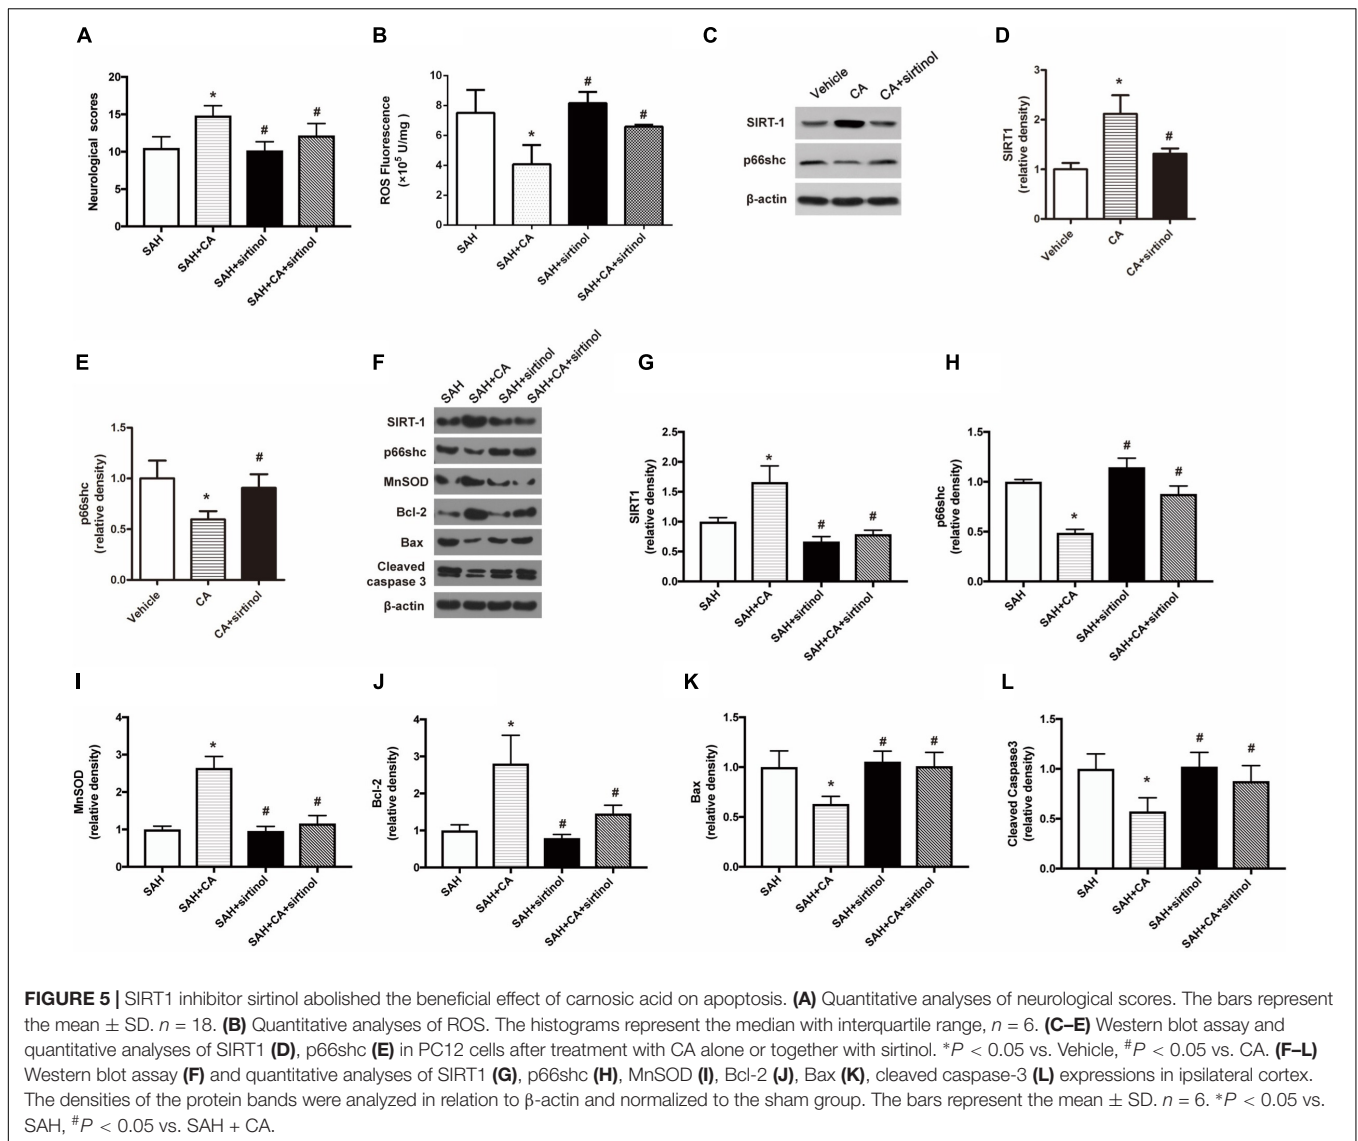 A
Neurological scores
20
15
10
5
0
*
#
#
SAH
SAH+CA
SAH+sirtinol
SAH+CA+sirtinol
B
ROS Fluorescence
(×10⁵ U/mg)
10
8
6
4
2
0
*
#
#
SAH
SAH+CA
SAH+sirtinol
SAH+CA+sirtinol
C
Vehicle
CA
CA+sirtinol
SIRT-1
p66shc
β-actin
D
SIRT1
(relative density)
3
2
1
0
*
#
Vehicle
CA
CA+sirtinol
E
p66shc
(relative density)
1.5
1.0
0.5
0.0
*
#
Vehicle
CA
CA+sirtinol
F
SAH
SAH+CA
SAH+sirtinol
SAH+CA+sirtinol
SIRT-1
p66shc
MnSOD
Bcl-2
Bax
Cleaved
caspase 3
β-actin
G
SIRT1
(relative density)
2.5
2.0
1.5
1.0
0.5
0.0
*
#
#
SAH
SAH+CA
SAH+sirtinol
SAH+CA+sirtinol
H
p66shc
(relative density)
1.5
1.0
0.5
0.0
*
#
#
SAH
SAH+CA
SAH+sirtinol
SAH+CA+sirtinol
I
MnSOD
(relative density)
4
3
2
1
0
*
#
#
SAH
SAH+CA
SAH+sirtinol
SAH+CA+sirtinol
J
Bcl-2
(relative density)
4
3
2
1
0
*
#
#
SAH
SAH+CA
SAH+sirtinol
SAH+CA+sirtinol
K
Bax
(relative density)
1.5
1.0
0.5
0.0
*
#
#
SAH
SAH+CA
SAH+sirtinol
SAH+CA+sirtinol
L
Cleaved Caspase3
(relative density)
1.5
1.0
0.5
0.0
*
#
#
SAH
SAH+CA
SAH+sirtinol
SAH+CA+sirtinol
FIGURE 5 | SIRT1 inhibitor sirtinol abolished the beneficial effect of carnosic acid on apoptosis. (A) Quantitative analyses of neurological scores. The bars represent
the mean ± SD. n = 18. (B) Quantitative analyses of ROS. The histograms represent the median with interquartile range, n = 6. (C–E) Western blot assay and
quantitative analyses of SIRT1 (D), p66shc (E) in PC12 cells after treatment with CA alone or together with sirtinol. *P < 0.05 vs. Vehicle, #P < 0.05 vs. CA. (F–L)
Western blot assay (F) and quantitative analyses of SIRT1 (G), p66shc (H), MnSOD (I), Bcl-2 (J), Bax (K), cleaved caspase-3 (L) expressions in ipsilateral cortex.
The densities of the protein bands were analyzed in relation to β-actin and normalized to the sham group. The bars represent the mean ± SD. n = 6. *P < 0.05 vs.
SAH, #P < 0.05 vs. SAH + CA.